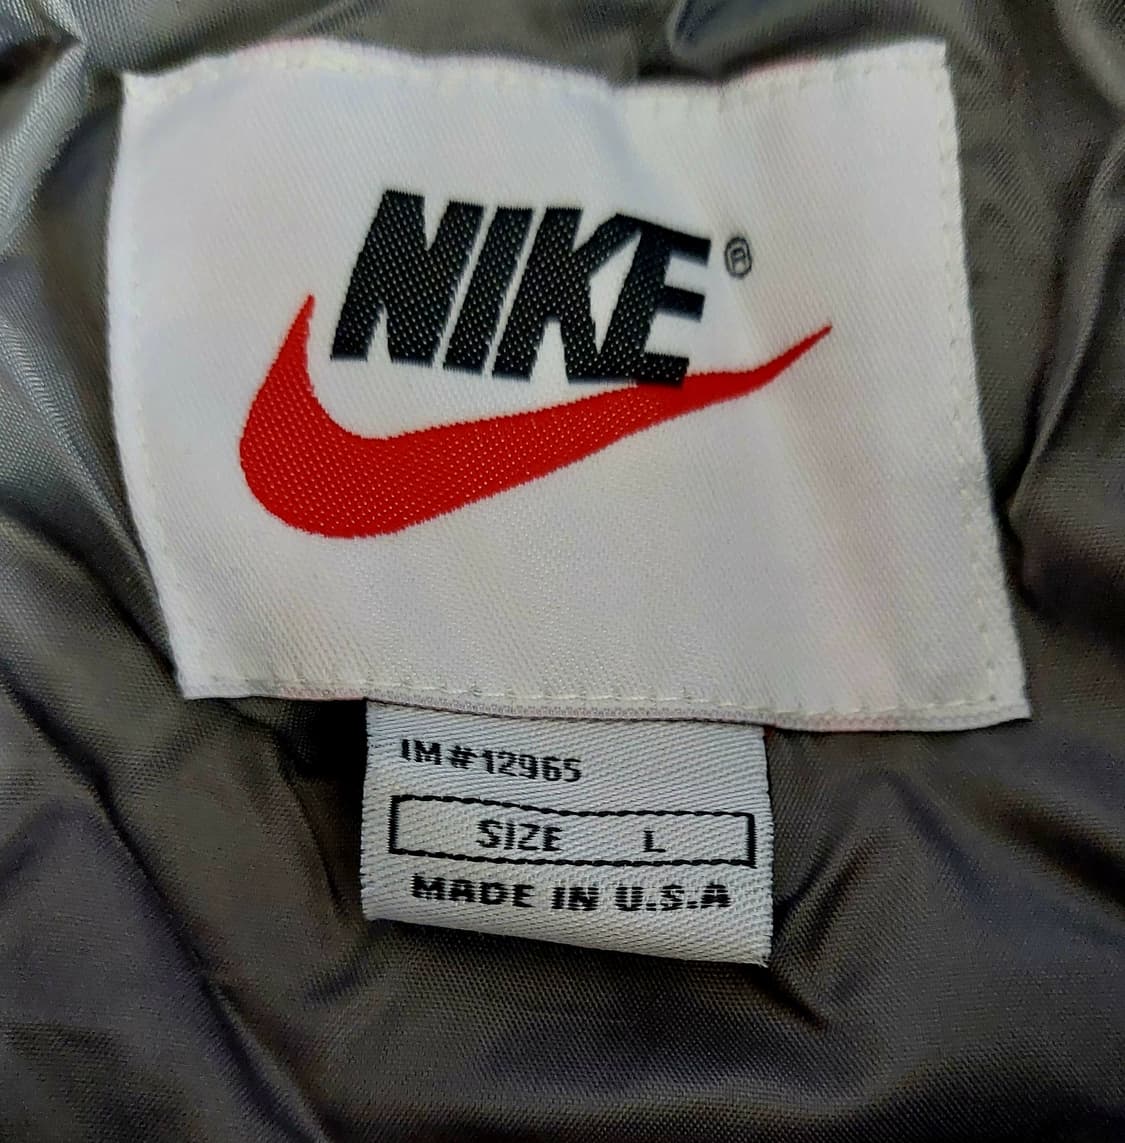 NIKE®
IM#12965
SIZE L
MADE IN U.S.A